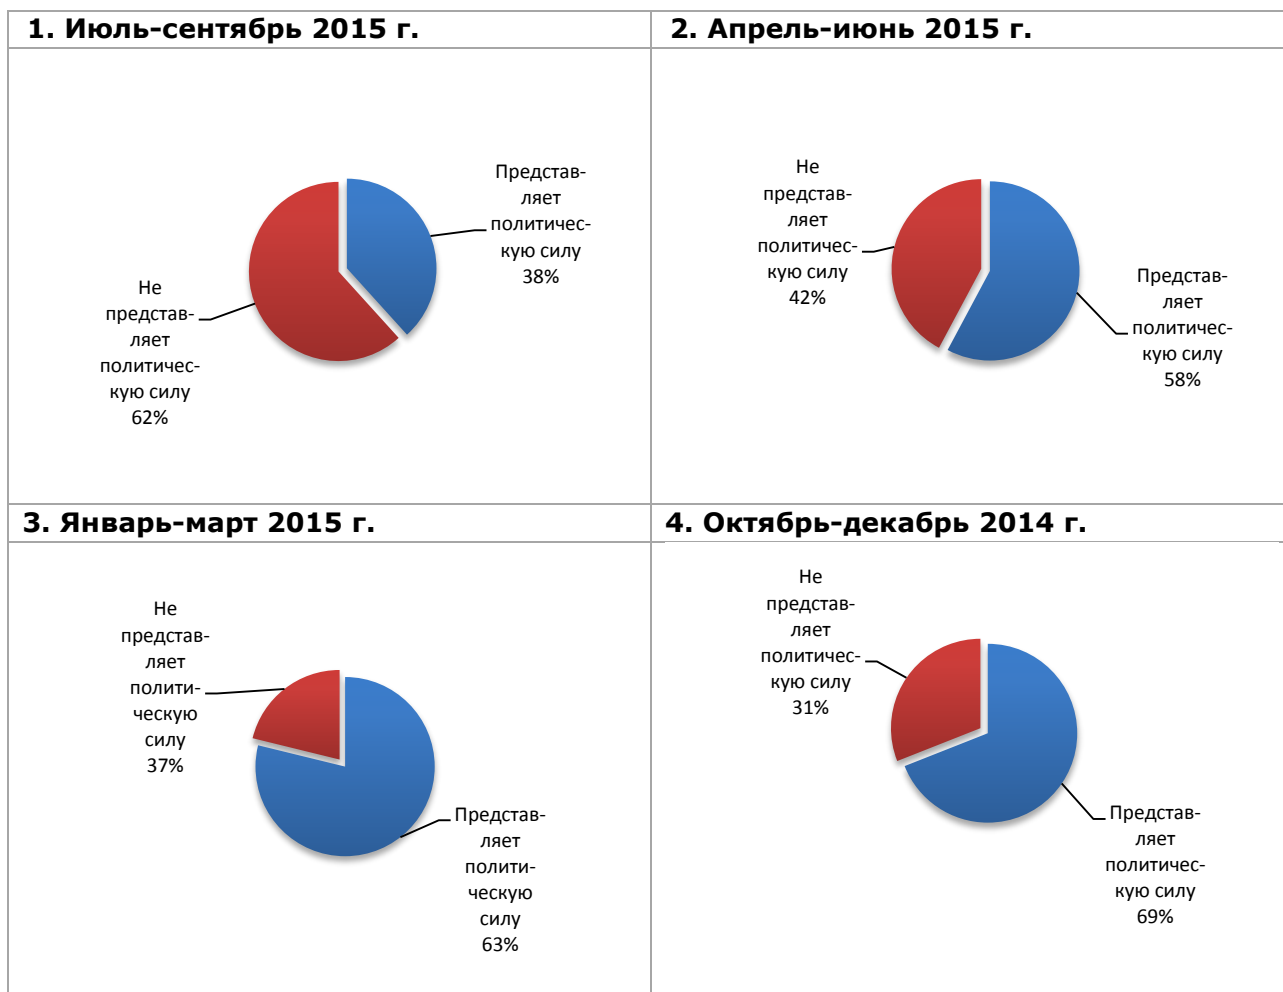 1. Июль-сентябрь 2015 г.
2. Апрель-июнь 2015 г.
Представ-
ляет
политичес-
кую силу
38%
Не
представ-
ляет
политичес-
кую силу
62%
Не
представ-
ляет
политичес-
кую силу
42%
Представ-
ляет
политичес-
кую силу
58%
3. Январь-март 2015 г.
4. Октябрь-декабрь 2014 г.
Не
представ-
ляет
полити-
ческую
силу
37%
Представ-
ляет
полити-
ческую
силу
63%
Не
представ-
ляет
политичес-
кую силу
31%
Представ-
ляет
политичес-
кую силу
69%